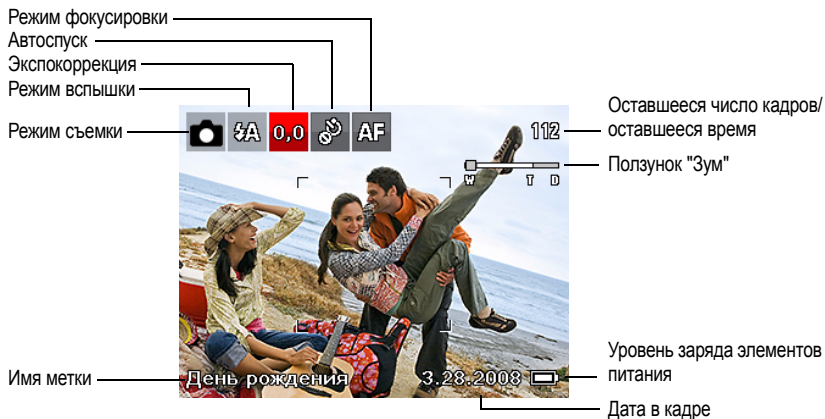 Режим фокусировки
Автоспуск
Экспокоррекция
Режим вспышки
Режим съемки
A 0,0 AF 112
Оставшееся число кадров/
оставшееся время
Ползунок "Зум"
W T D
Имя метки
День рождения 3.28.2008
Уровень заряда элементов
питания
Дата в кадре